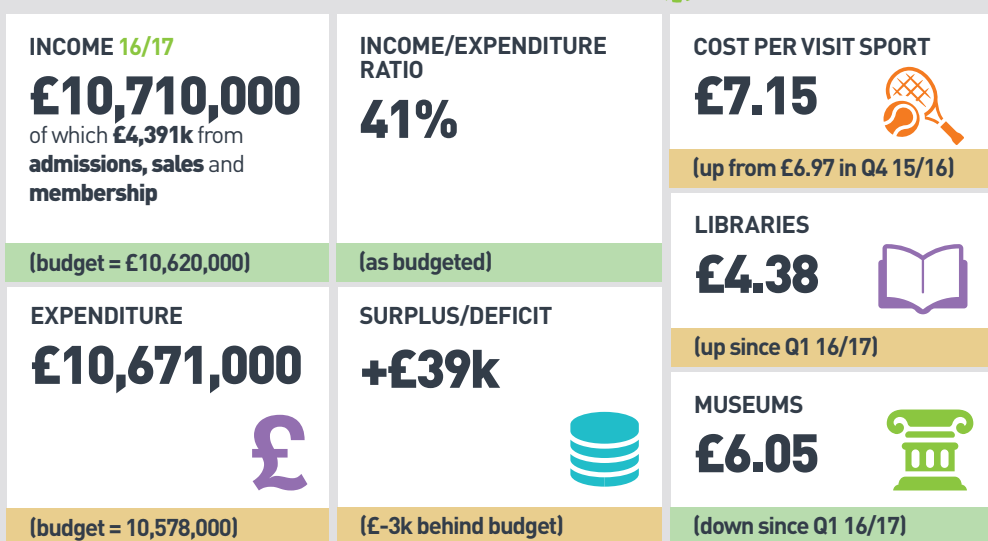 INCOME 16/17
£10,710,000
of which £4,391k from
admissions, sales and
membership
(budget = £10,620,000)
INCOME/EXPENDITURE
RATIO
41%
(as budgeted)
COST PER VISIT SPORT
£7.15
(up from £6.97 in Q4 15/16)
LIBRARIES
£4.38
(up since Q1 16/17)
EXPENDITURE
£10,671,000
£
(budget = 10,578,000)
SURPLUS/DEFICIT
+£39k
(£-3k behind budget)
MUSEUMS
£6.05
(down since Q1 16/17)